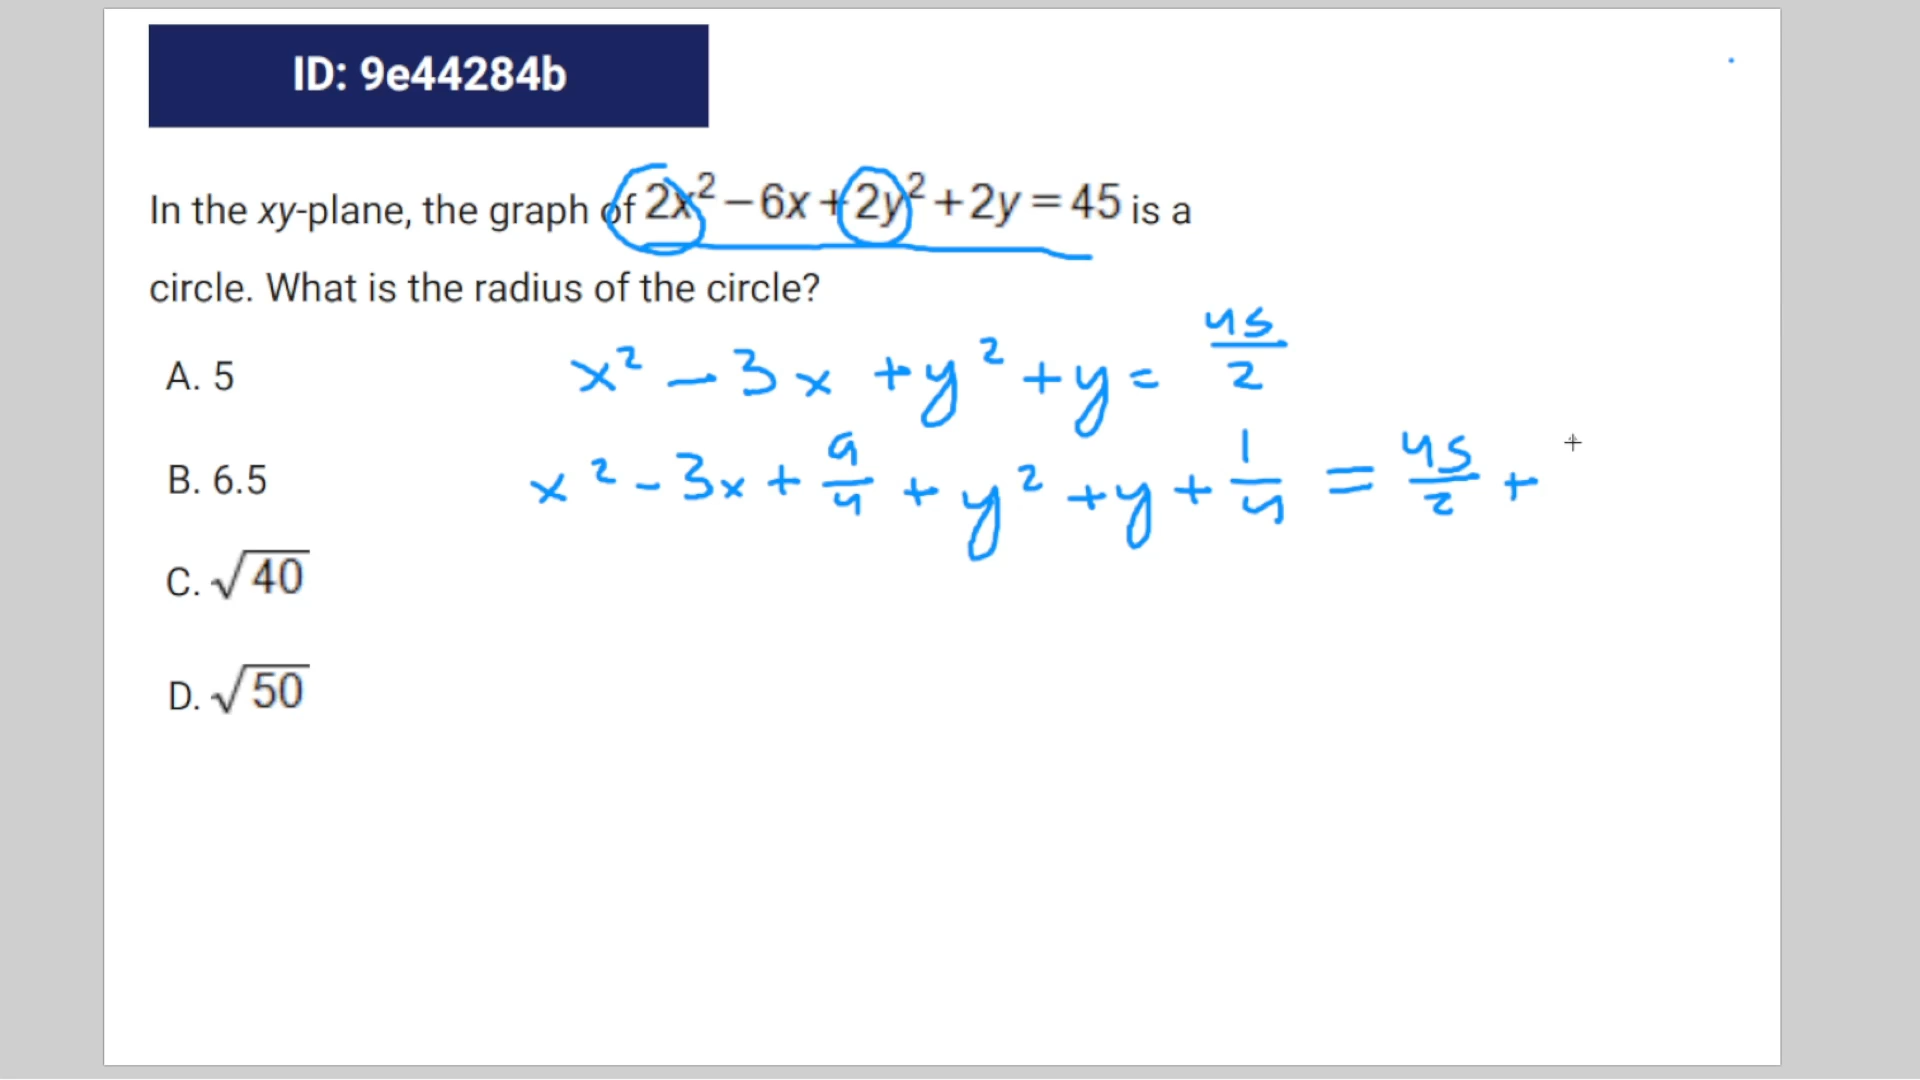 ID: 9e44284b
In the xy-plane, the graph of 2x² − 6x + 2y² + 2y = 45 is a
circle. What is the radius of the circle?
x² − 3x + y² + y = 45/2
A. 5
x² − 3x + 9/4 + y² + y + 1/4 = 45/2 +
B. 6.5
C. √40
D. √50